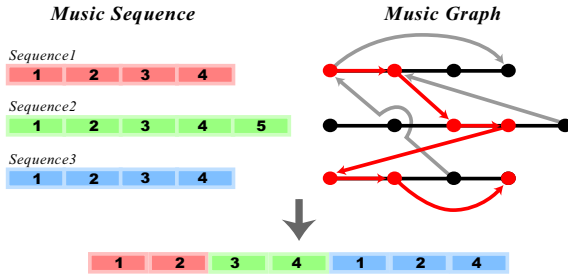 Music Sequence
Music Graph
Sequence1
1 2 3 4
Sequence2
1 2 3 4 5
Sequence3
1 2 3 4
1 2 3 4 1 2 4